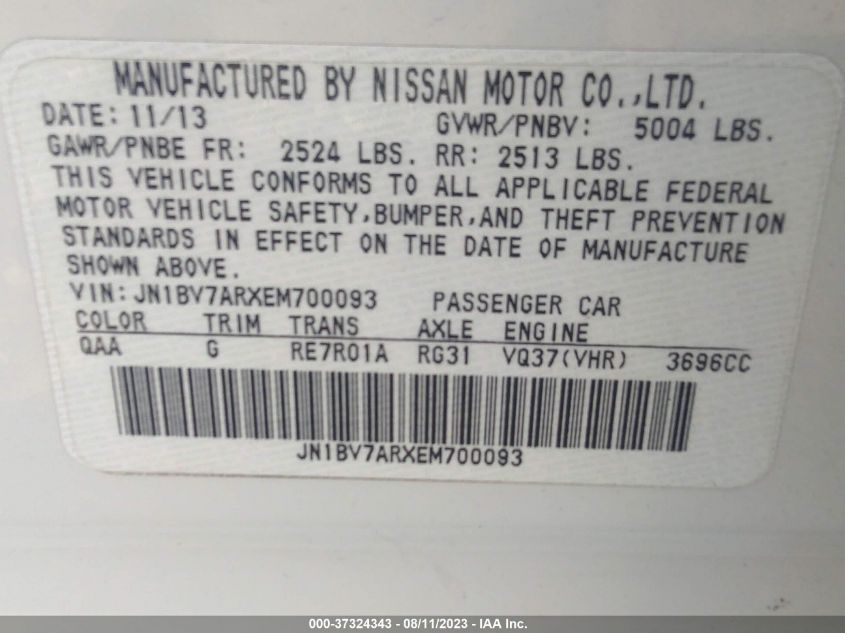 MANUFACTURED BY NISSAN MOTOR CO.,LTD.
DATE: 11/13 GVWR/PNBV: 5004 LBS.
GAWR/PNBE FR: 2524 LBS. RR: 2513 LBS.
THIS VEHICLE CONFORMS TO ALL APPLICABLE FEDERAL
MOTOR VEHICLE SAFETY,BUMPER,AND THEFT PREVENTION
STANDARDS IN EFFECT ON THE DATE OF MANUFACTURE
SHOWN ABOVE.
VIN: JN1BV7ARXEM700093 PASSENGER CAR
COLOR TRIM TRANS AXLE ENGINE
QAA G RE7R01A RG31 VQ37(VHR) 3696CC
JN1BV7ARXEM700093
000-37324343 - 08/11/2023 - IAA Inc.